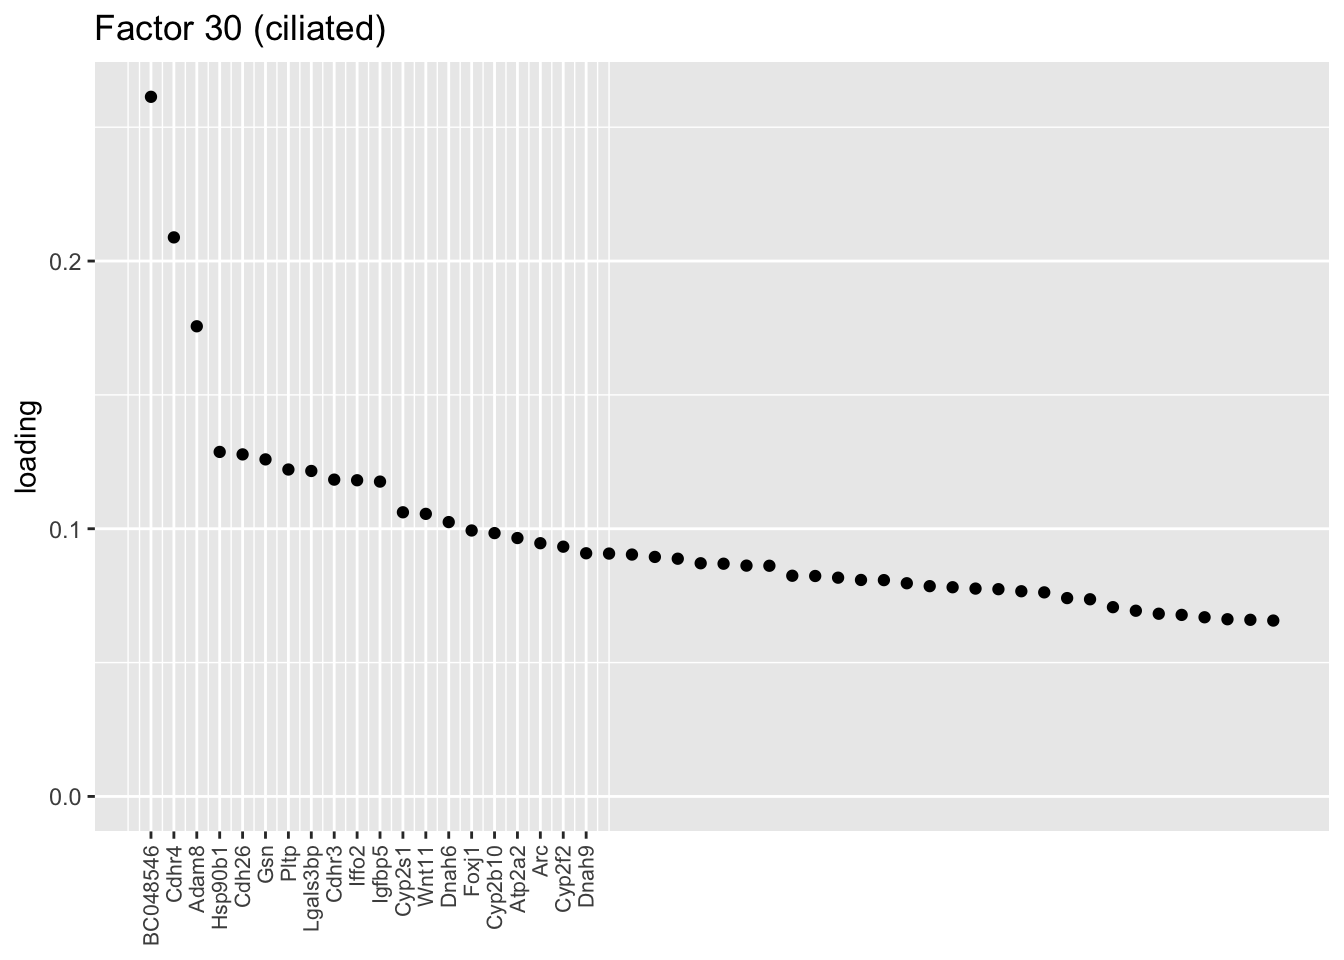 Factor 30 (ciliated)
loading
0.2
0.1
0.0
BC048546
Cdhr4
Adam8
Hsp90b1
Cdh26
Gsn
Pltp
Lgals3bp
Cdhr3
Iffo2
Igfbp5
Cyp2s1
Wnt11
Dnah6
Foxj1
Cyp2b10
Atp2a2
Arc
Cyp2f2
Dnah9